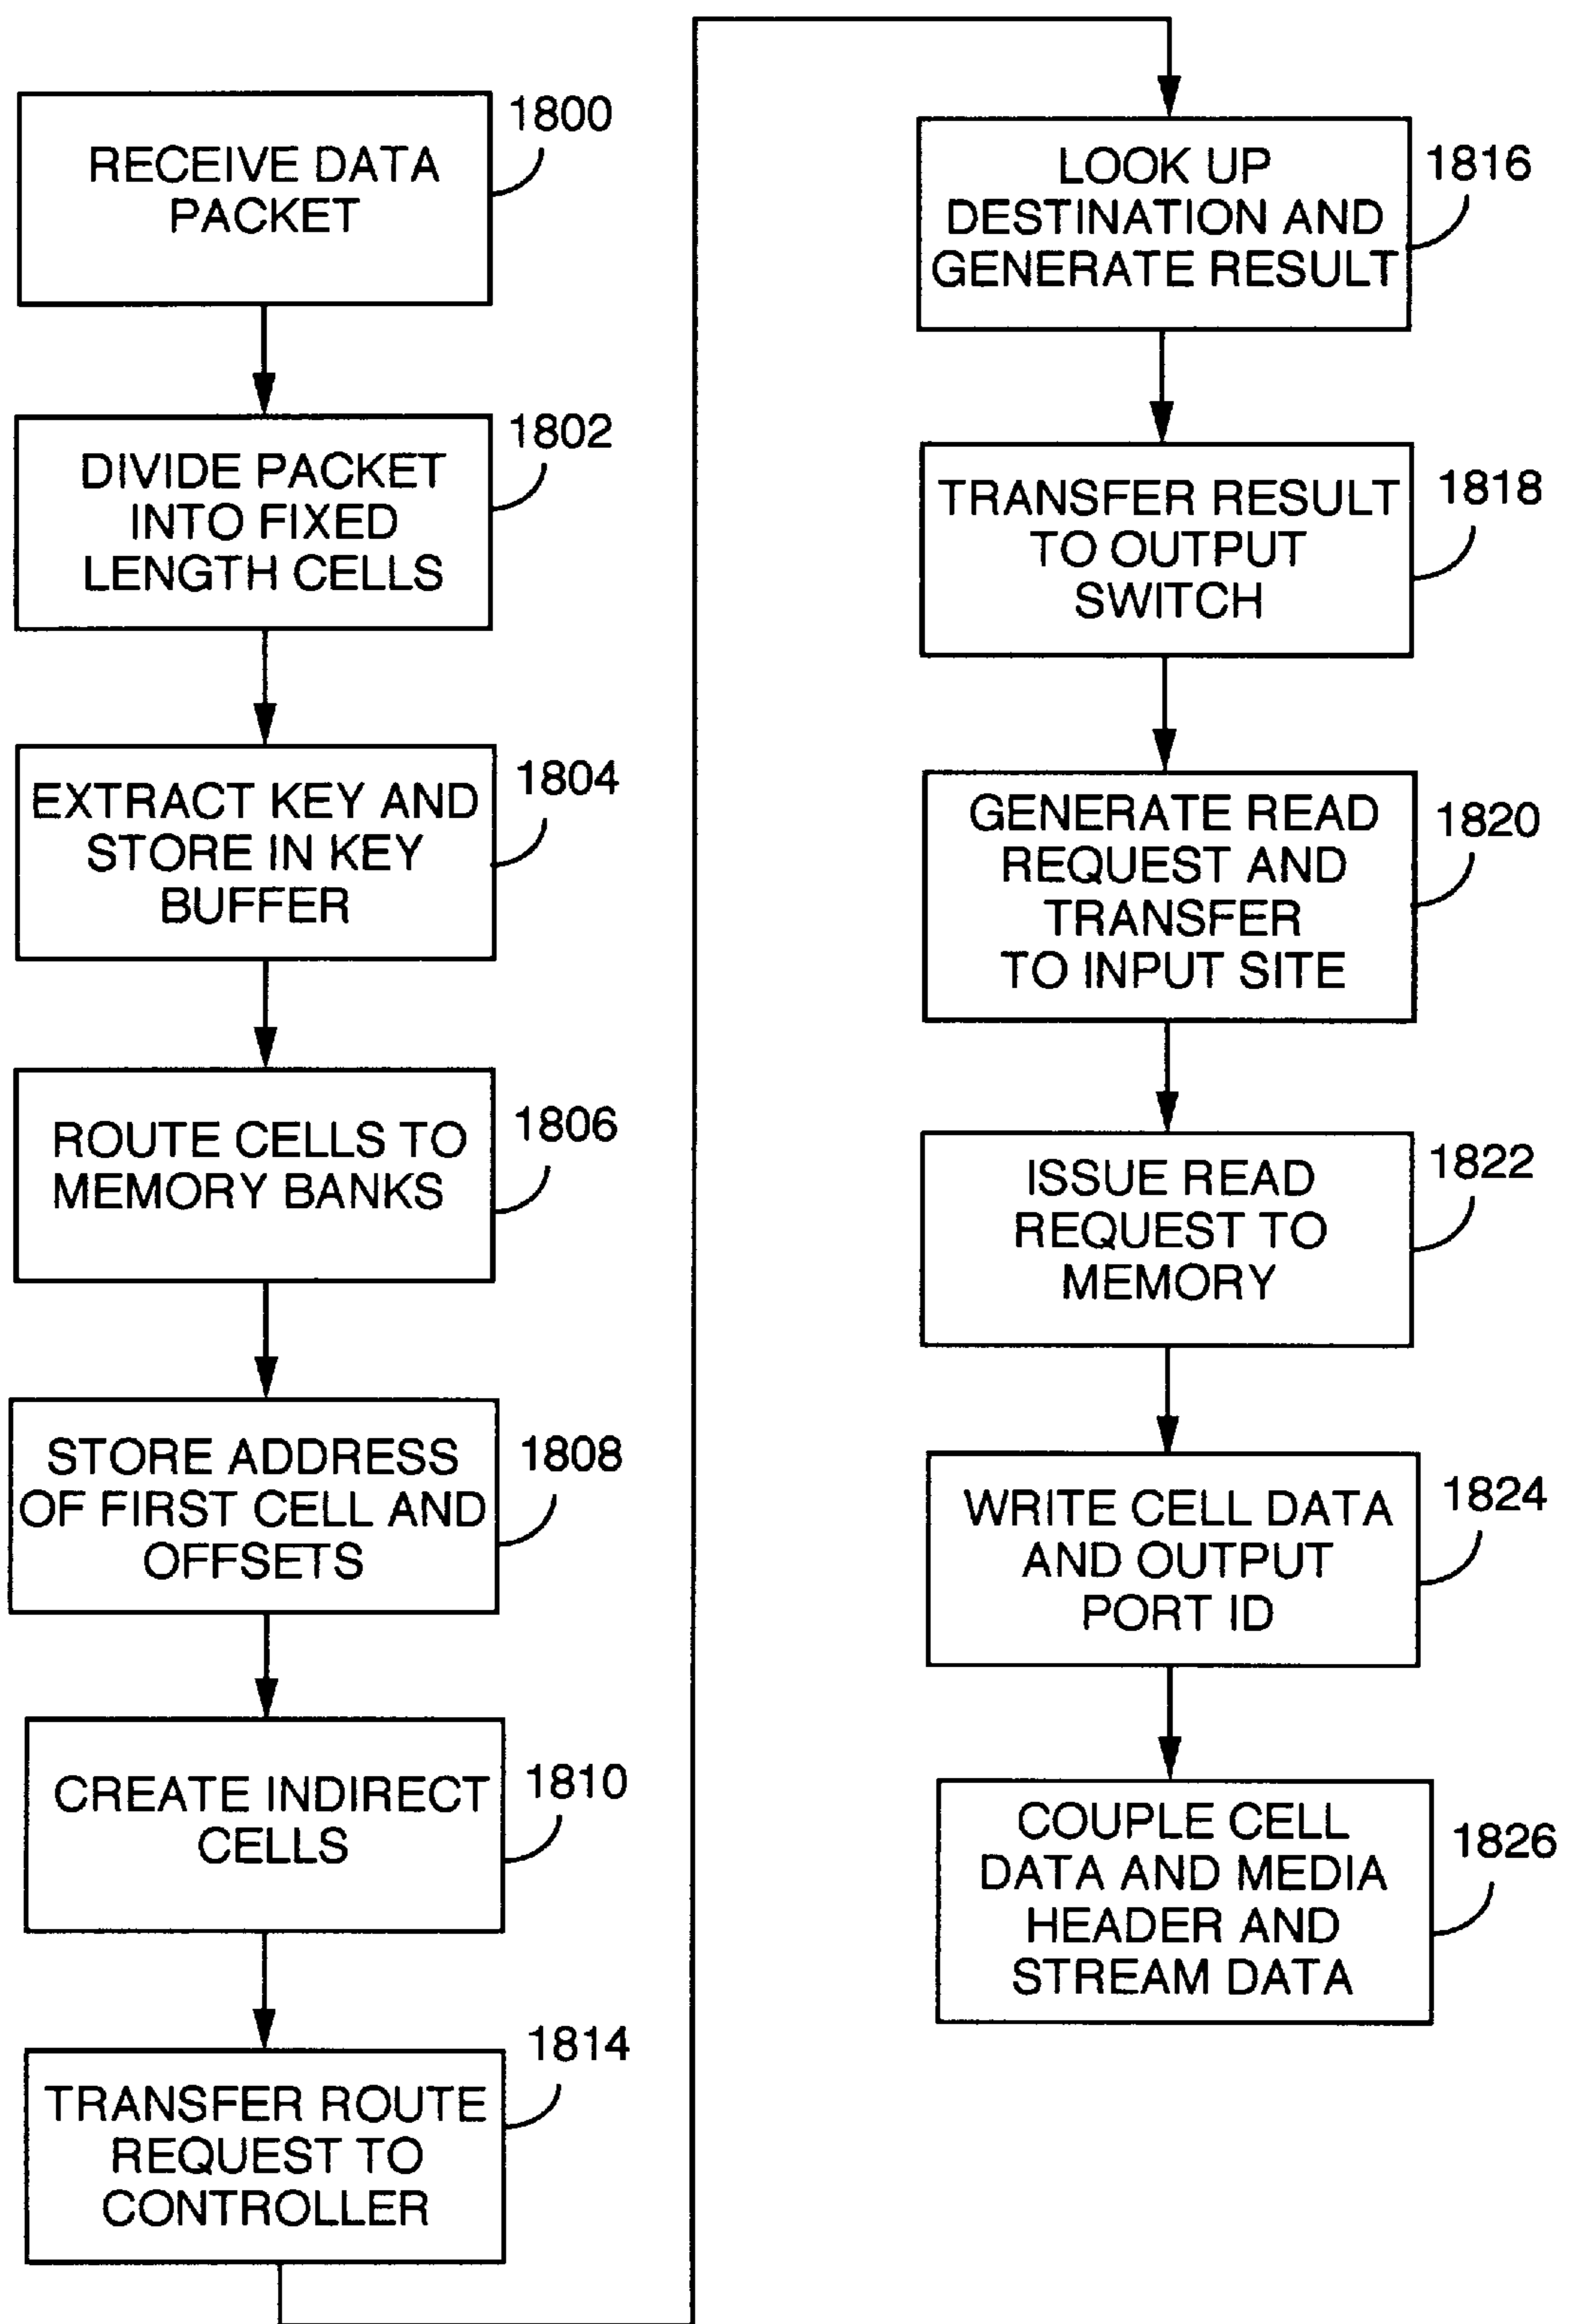 1800
RECEIVE DATA
PACKET
1802
DIVIDE PACKET
INTO FIXED
LENGTH CELLS
1804
EXTRACT KEY AND
STORE IN KEY
BUFFER
1806
ROUTE CELLS TO
MEMORY BANKS
1808
STORE ADDRESS
OF FIRST CELL AND
OFFSETS
1810
CREATE INDIRECT
CELLS
1814
TRANSFER ROUTE
REQUEST TO
CONTROLLER
1816
LOOK UP
DESTINATION AND
GENERATE RESULT
1818
TRANSFER RESULT
TO OUTPUT
SWITCH
1820
GENERATE READ
REQUEST AND
TRANSFER
TO INPUT SITE
1822
ISSUE READ
REQUEST TO
MEMORY
1824
WRITE CELL DATA
AND OUTPUT
PORT ID
1826
COUPLE CELL
DATA AND MEDIA
HEADER AND
STREAM DATA